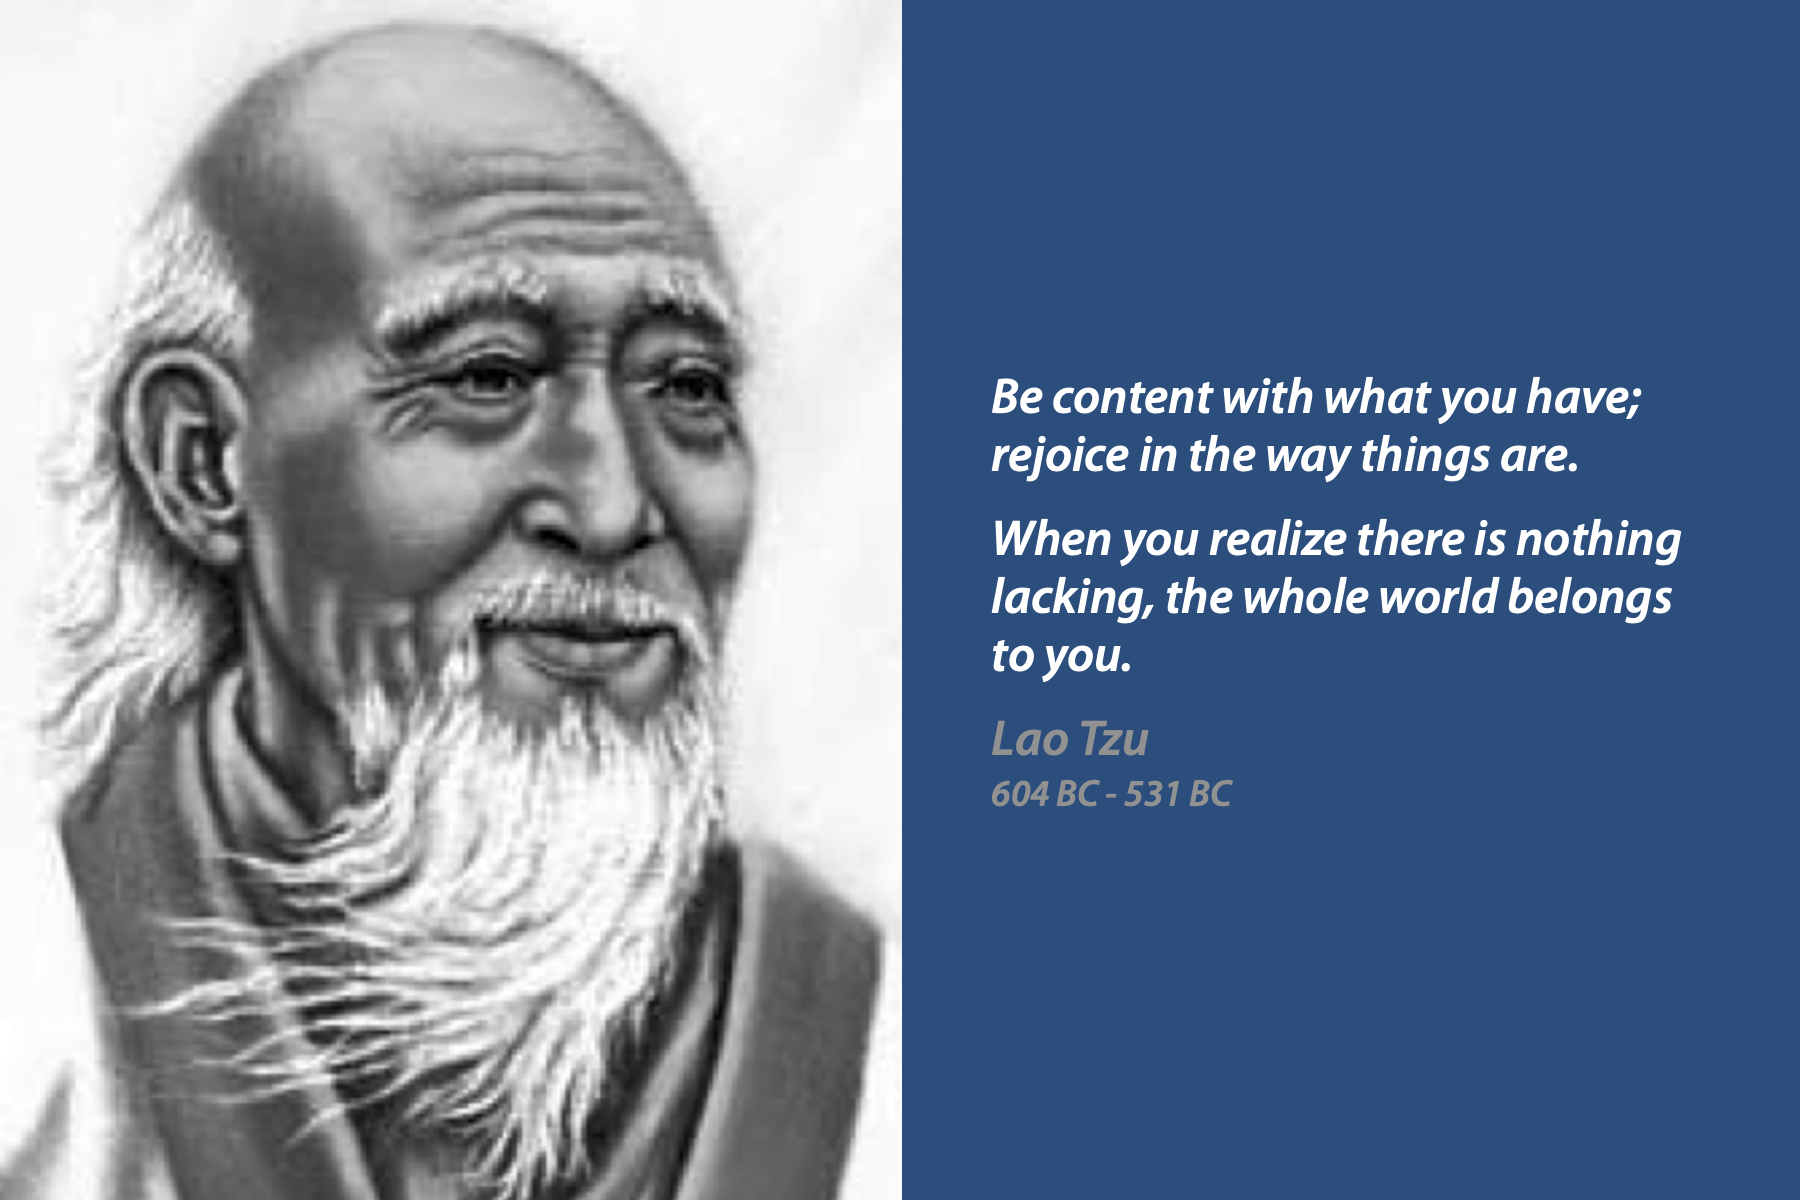 Be content with what you have;
rejoice in the way things are.
When you realize there is nothing
lacking, the whole world belongs
to you.
Lao Tzu
604 BC - 531 BC